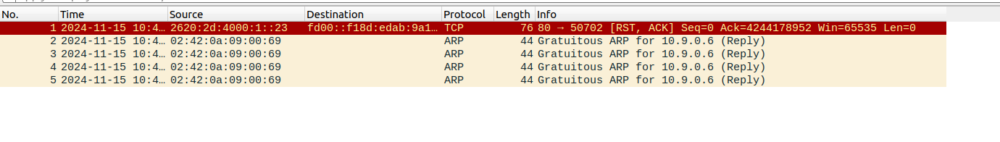 No. Time Source Destination Protocol Length Info
1 2024-11-15 10:4… 2620:2d:4000:1::23 fd00::f18d:edab:9a1… TCP 76 80 → 50702 [RST, ACK] Seq=0 Ack=4244178952 Win=65535 Len=0
2 2024-11-15 10:4… 02:42:0a:09:00:69 ARP 44 Gratuitous ARP for 10.9.0.6 (Reply)
3 2024-11-15 10:4… 02:42:0a:09:00:69 ARP 44 Gratuitous ARP for 10.9.0.6 (Reply)
4 2024-11-15 10:4… 02:42:0a:09:00:69 ARP 44 Gratuitous ARP for 10.9.0.6 (Reply)
5 2024-11-15 10:4… 02:42:0a:09:00:69 ARP 44 Gratuitous ARP for 10.9.0.6 (Reply)